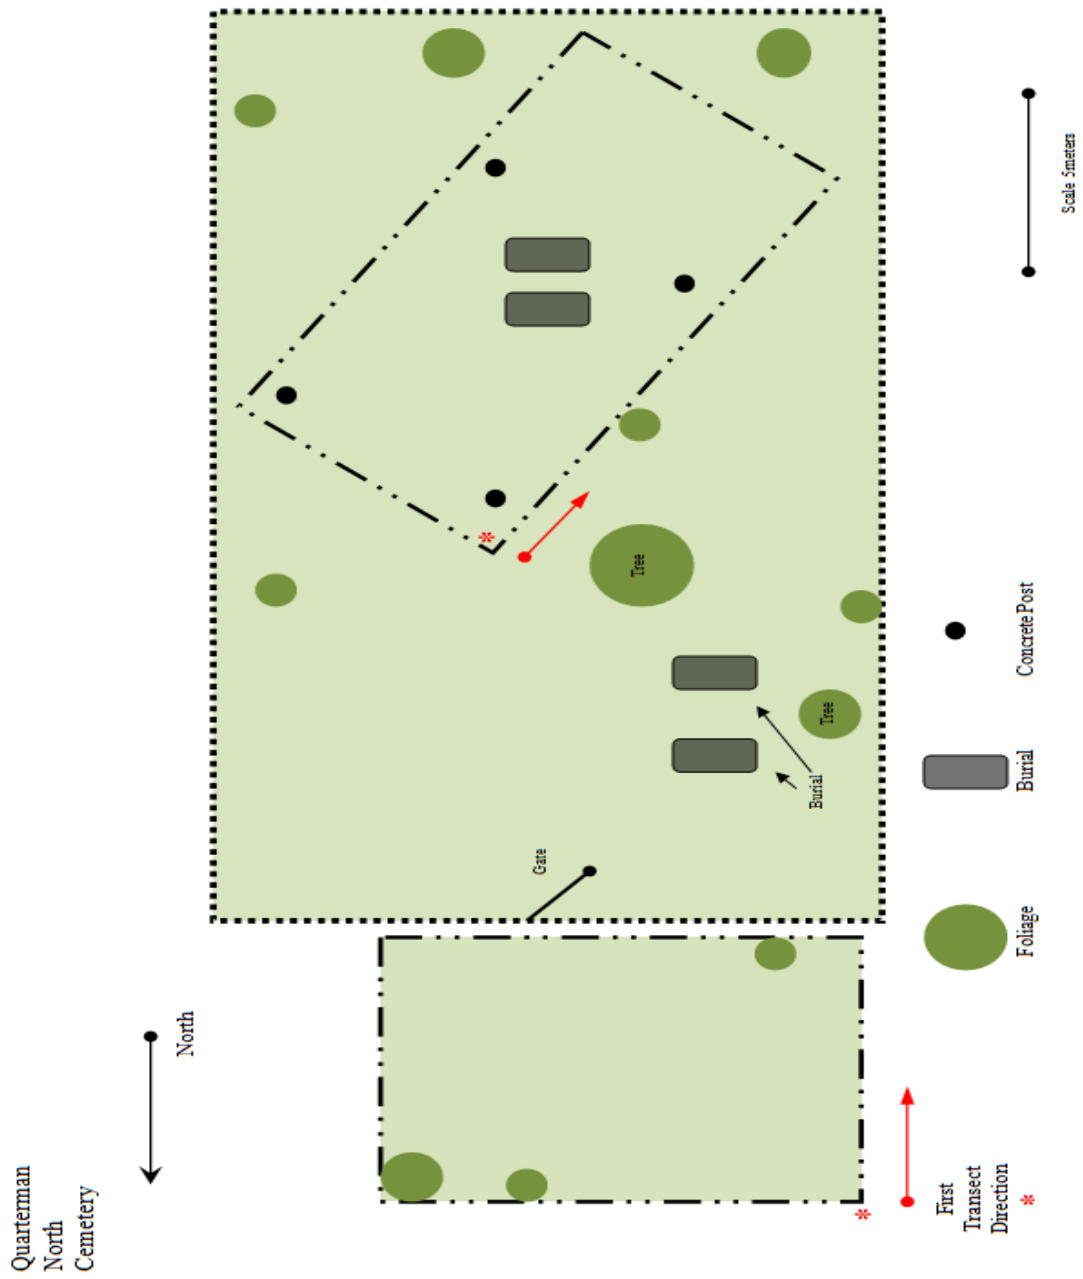 Quarterman
North
Cemetery
North
Gate
Burial
Tree
Tree
First
Transect
Direction
*
*
*
Foliage
Burial
Concrete Post
Scale 5meters